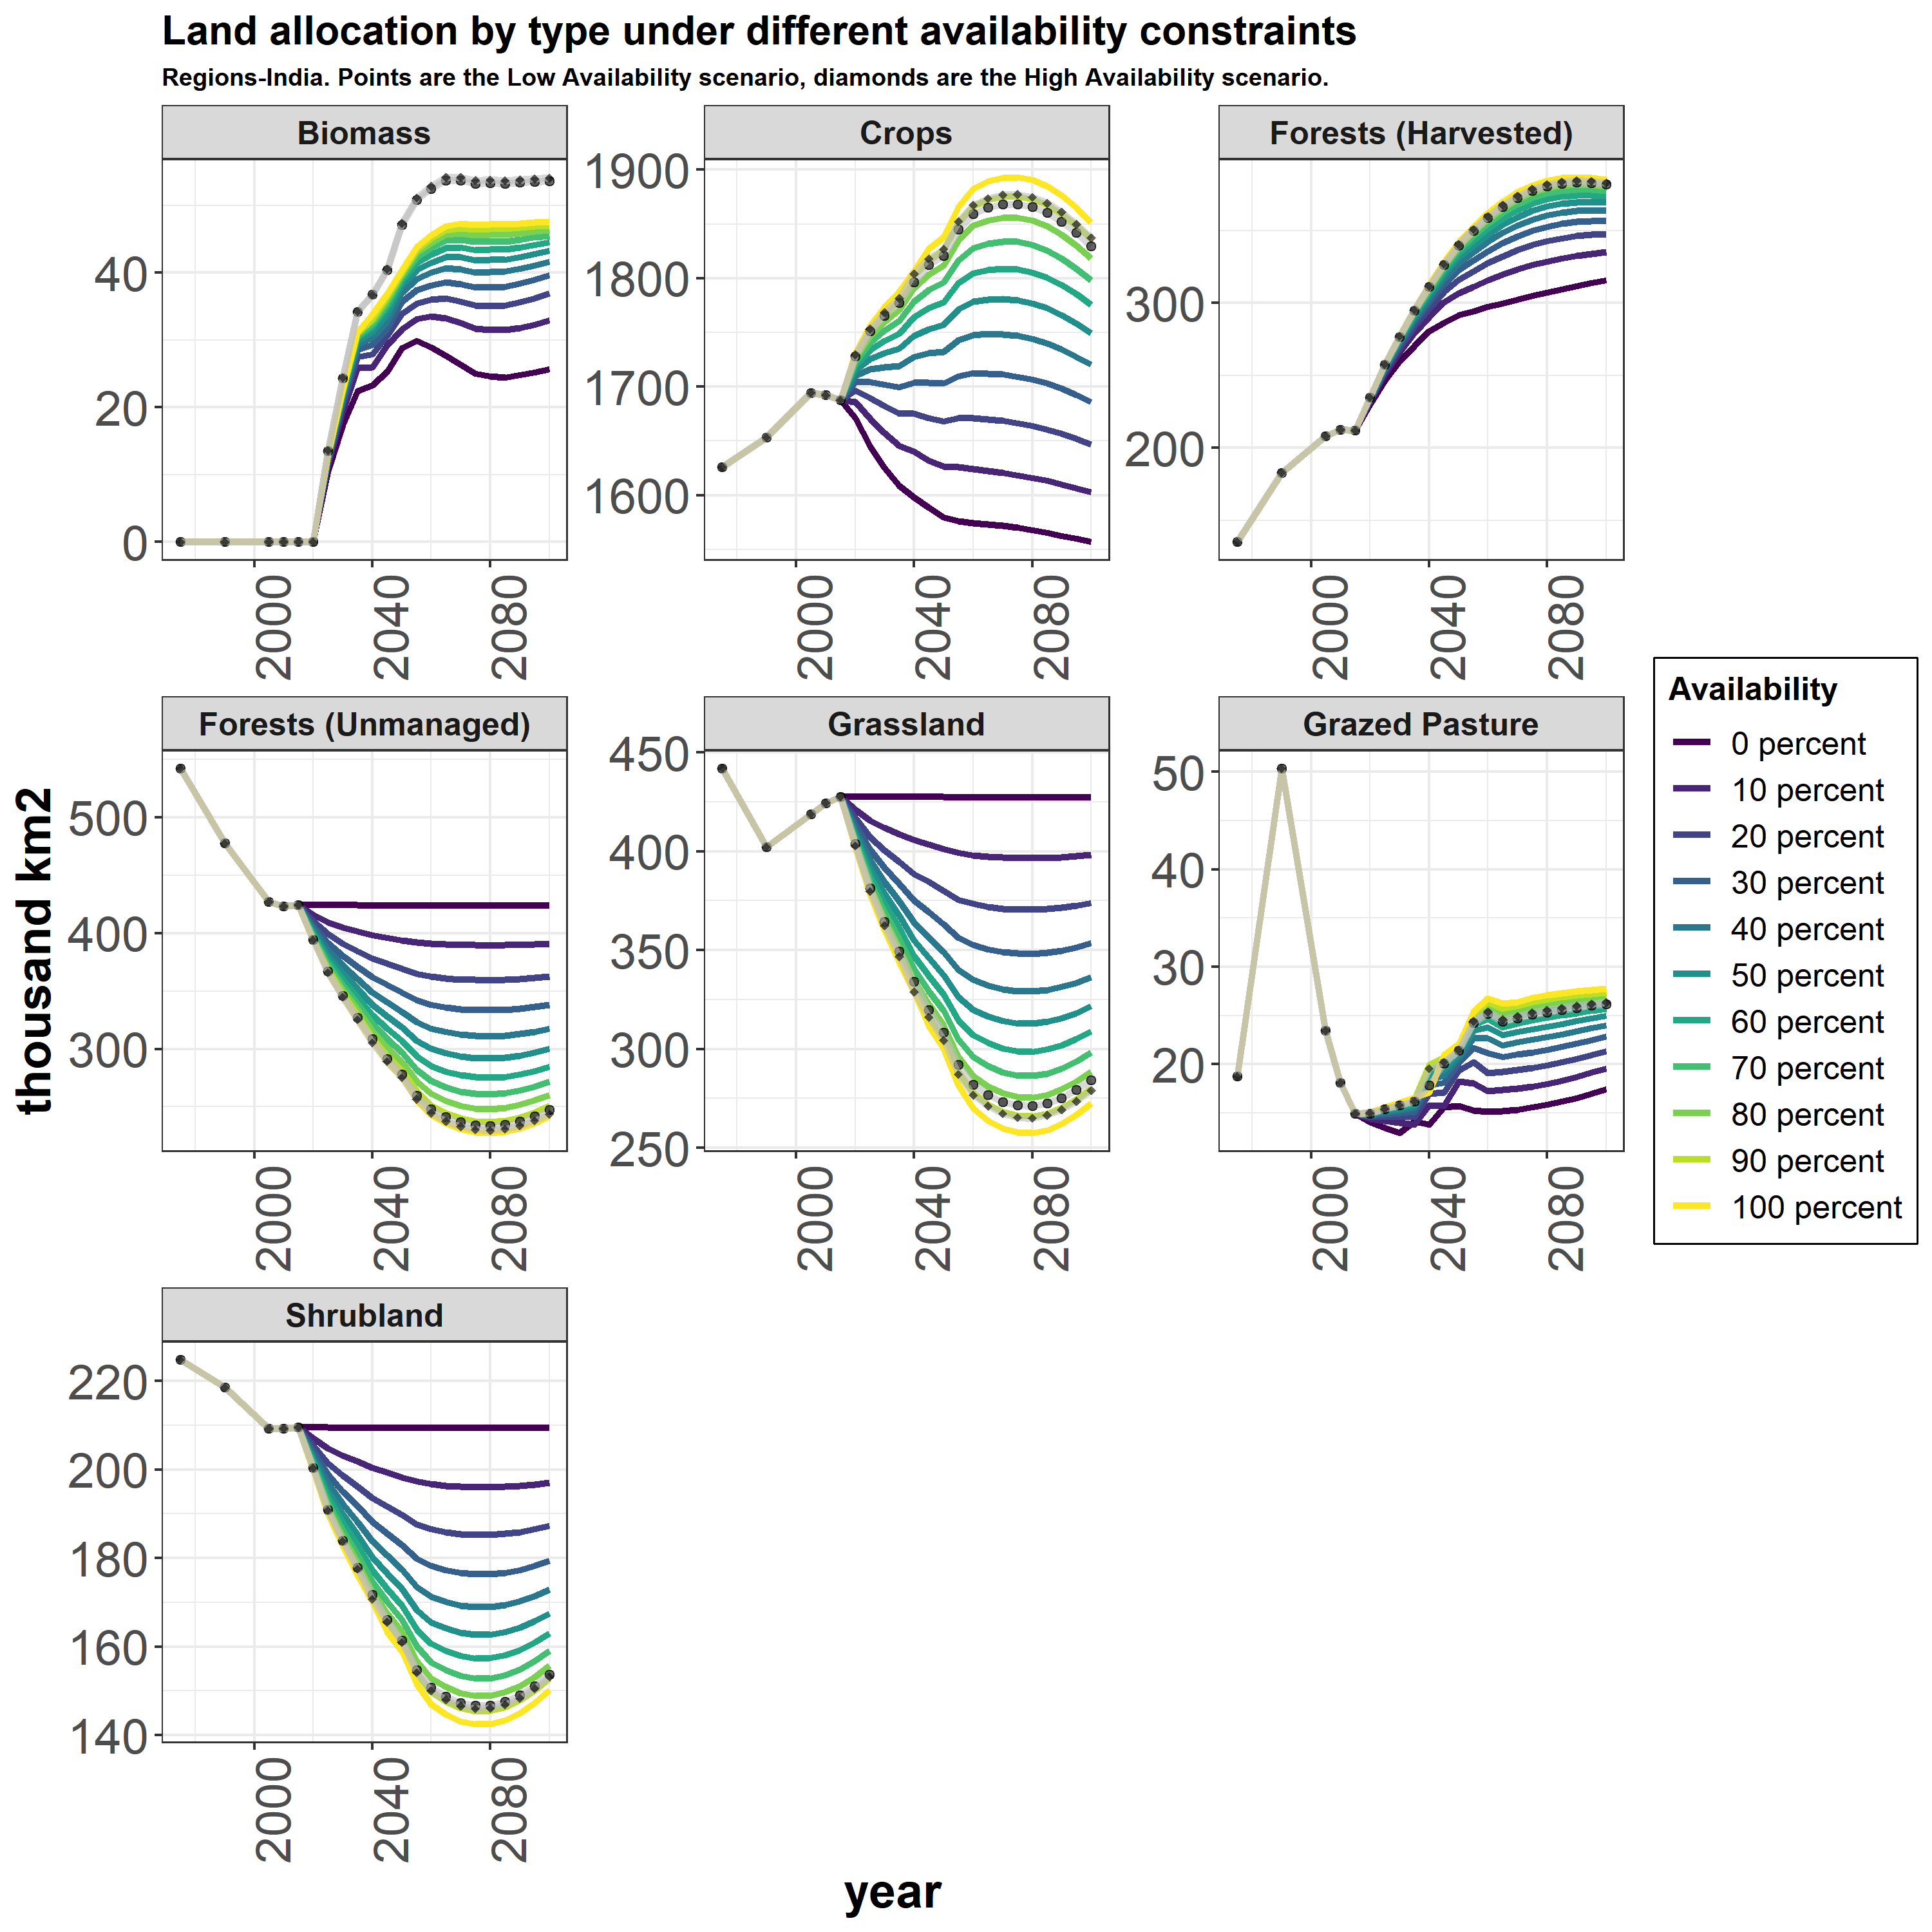 Land allocation by type under different availability constraints
Regions-India. Points are the Low Availability scenario, diamonds are the High Availability scenario.
Biomass
Crops
Forests (Harvested)
40
20
0
1900
1800
1700
1600
300
200
2000
2040
2080
2000
2040
2080
2000
2040
2080
Forests (Unmanaged)
Grassland
Grazed Pasture
500
400
300
450
400
350
300
250
50
40
30
20
2000
2040
2080
2000
2040
2080
2000
2040
2080
Shrubland
220
200
180
160
140
2000
2040
2080
thousand km2
year
Availability
0 percent
10 percent
20 percent
30 percent
40 percent
50 percent
60 percent
70 percent
80 percent
90 percent
100 percent